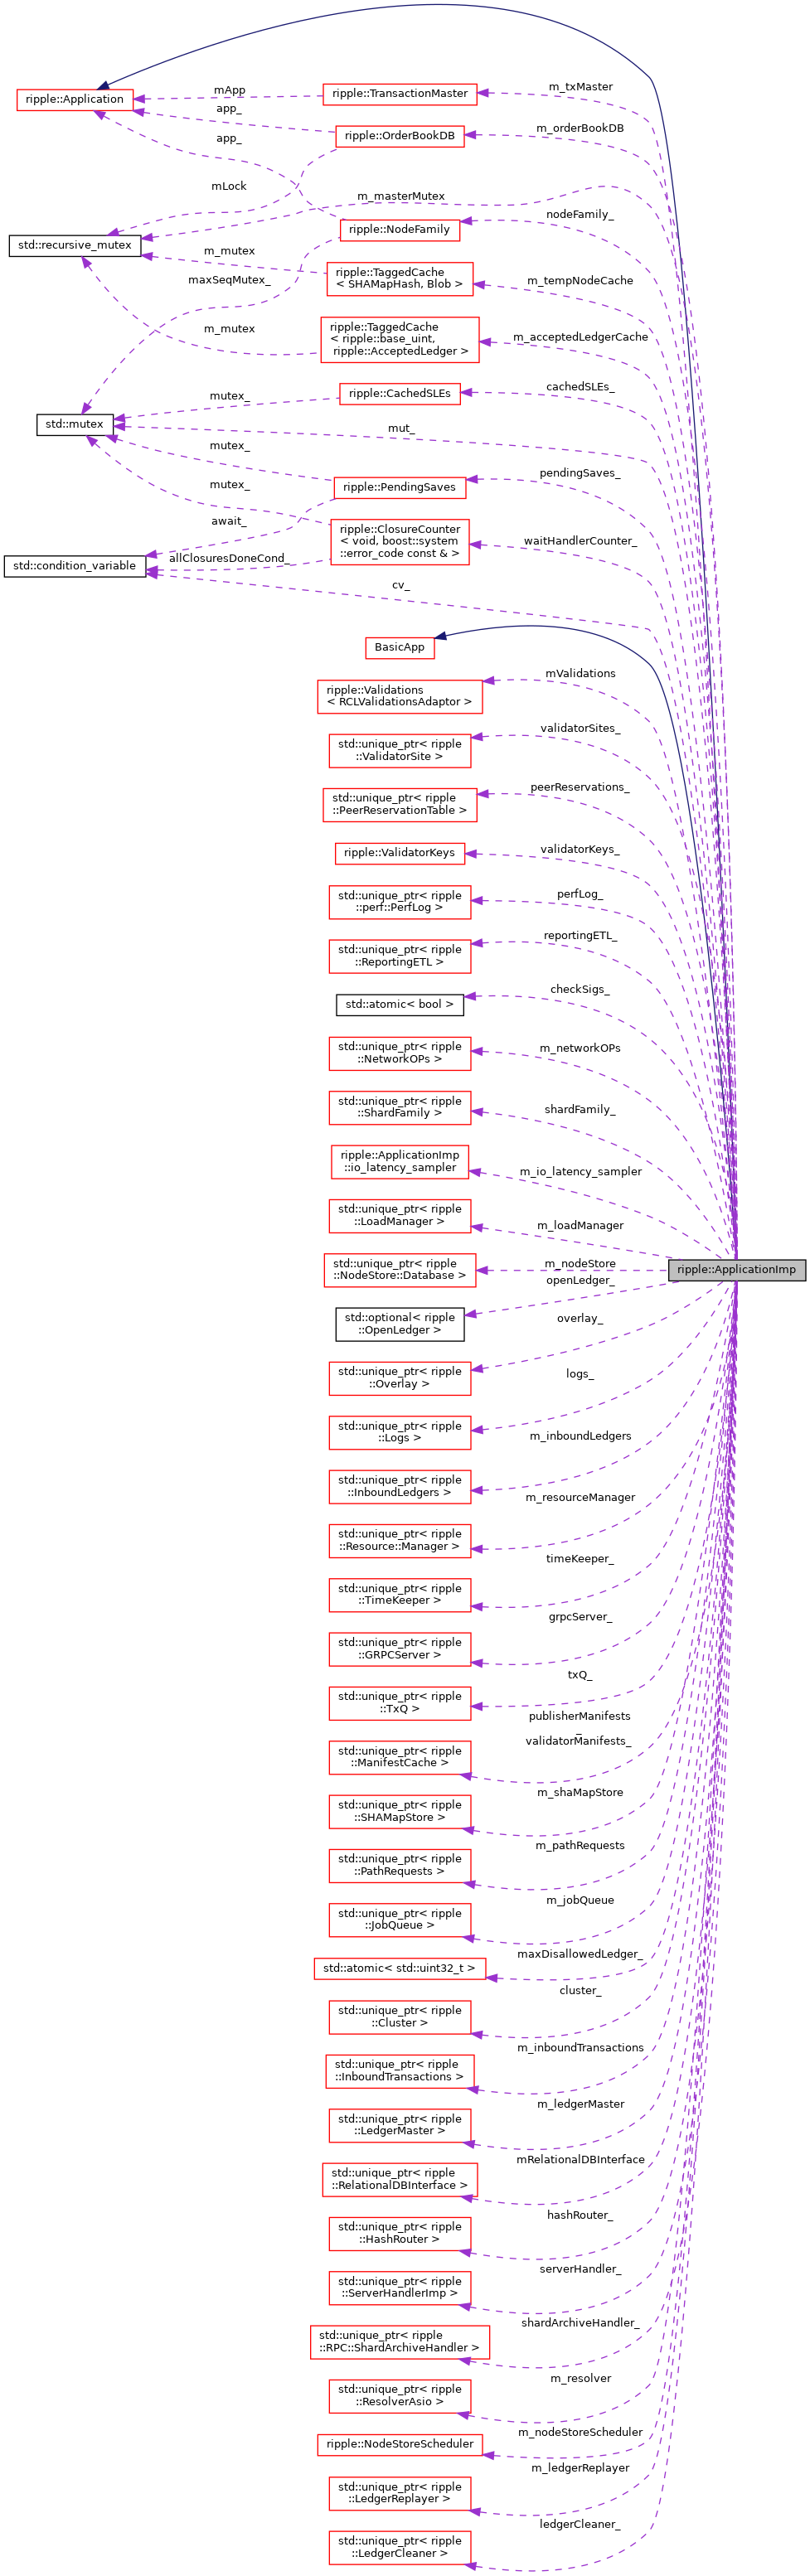 mApp
ripple::TransactionMaster
m_txMaster
ripple::Application
app_
ripple::OrderBookDB
m_orderBookDB
app_
mLock
m_masterMutex
nodeFamily_
ripple::NodeFamily
std::recursive_mutex
m_mutex
ripple::TaggedCache
< SHAMapHash, Blob >
maxSeqMutex_
m_tempNodeCache
m_mutex
ripple::TaggedCache
< ripple::base_uint,
ripple::AcceptedLedger >
m_acceptedLedgerCache
mutex_
ripple::CachedSLEs
cachedSLEs_
std::mutex
mut_
mutex_
pendingSaves_
mutex_
ripple::PendingSaves
await_
ripple::ClosureCounter
< void, boost::system
::error_code const & >
waitHandlerCounter_
allClosuresDoneCond_
std::condition_variable
cv_
BasicApp
ripple::Validations
< RCLValidationsAdaptor >
mValidations
std::unique_ptr< ripple
::ValidatorSite >
validatorSites_
std::unique_ptr< ripple
::PeerReservationTable >
peerReservations_
ripple::ValidatorKeys
validatorKeys_
std::unique_ptr< ripple
::perf::PerfLog >
perfLog_
std::unique_ptr< ripple
::ReportingETL >
reportingETL_
std::atomic< bool >
checkSigs_
std::unique_ptr< ripple
::NetworkOPs >
m_networkOPs
std::unique_ptr< ripple
::ShardFamily >
shardFamily_
ripple::ApplicationImp
::io_latency_sampler
m_io_latency_sampler
std::unique_ptr< ripple
::LoadManager >
m_loadManager
std::unique_ptr< ripple
::NodeStore::Database >
m_nodeStore
ripple::ApplicationImp
openLedger_
std::optional< ripple
::OpenLedger >
overlay_
std::unique_ptr< ripple
::Overlay >
logs_
std::unique_ptr< ripple
::Logs >
m_inboundLedgers
std::unique_ptr< ripple
::InboundLedgers >
m_resourceManager
std::unique_ptr< ripple
::Resource::Manager >
timeKeeper_
std::unique_ptr< ripple
::TimeKeeper >
grpcServer_
std::unique_ptr< ripple
::GRPCServer >
txQ_
std::unique_ptr< ripple
::TxQ >
publisherManifests
_
validatorManifests_
std::unique_ptr< ripple
::ManifestCache >
m_shaMapStore
std::unique_ptr< ripple
::SHAMapStore >
m_pathRequests
std::unique_ptr< ripple
::PathRequests >
m_jobQueue
std::unique_ptr< ripple
::JobQueue >
maxDisallowedLedger_
std::atomic< std::uint32_t >
cluster_
std::unique_ptr< ripple
::Cluster >
m_inboundTransactions
std::unique_ptr< ripple
::InboundTransactions >
m_ledgerMaster
std::unique_ptr< ripple
::LedgerMaster >
mRelationalDBInterface
std::unique_ptr< ripple
::RelationalDBInterface >
hashRouter_
std::unique_ptr< ripple
::HashRouter >
serverHandler_
std::unique_ptr< ripple
::ServerHandlerImp >
shardArchiveHandler_
std::unique_ptr< ripple
::RPC::ShardArchiveHandler >
m_resolver
std::unique_ptr< ripple
::ResolverAsio >
m_nodeStoreScheduler
ripple::NodeStoreScheduler
m_ledgerReplayer
std::unique_ptr< ripple
::LedgerReplayer >
ledgerCleaner_
std::unique_ptr< ripple
::LedgerCleaner >